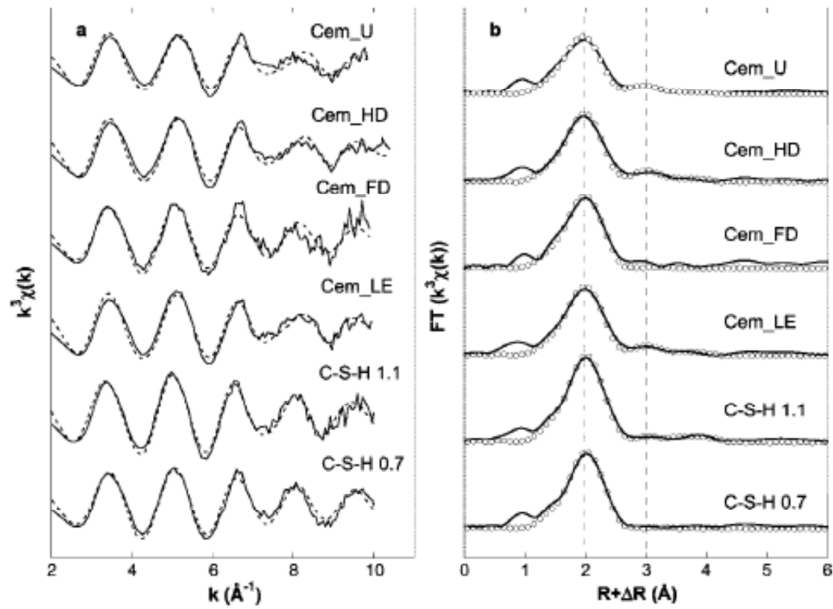 a
Cem_U
Cem_HD
Cem_FD
Cem_LE
C-S-H 1.1
C-S-H 0.7
k³χ(k)
2 4 6 8 10
k (Å⁻¹)
b
Cem_U
Cem_HD
Cem_FD
Cem_LE
C-S-H 1.1
C-S-H 0.7
FT (k³χ(k))
0 1 2 3 4 5 6
R+ΔR (Å)